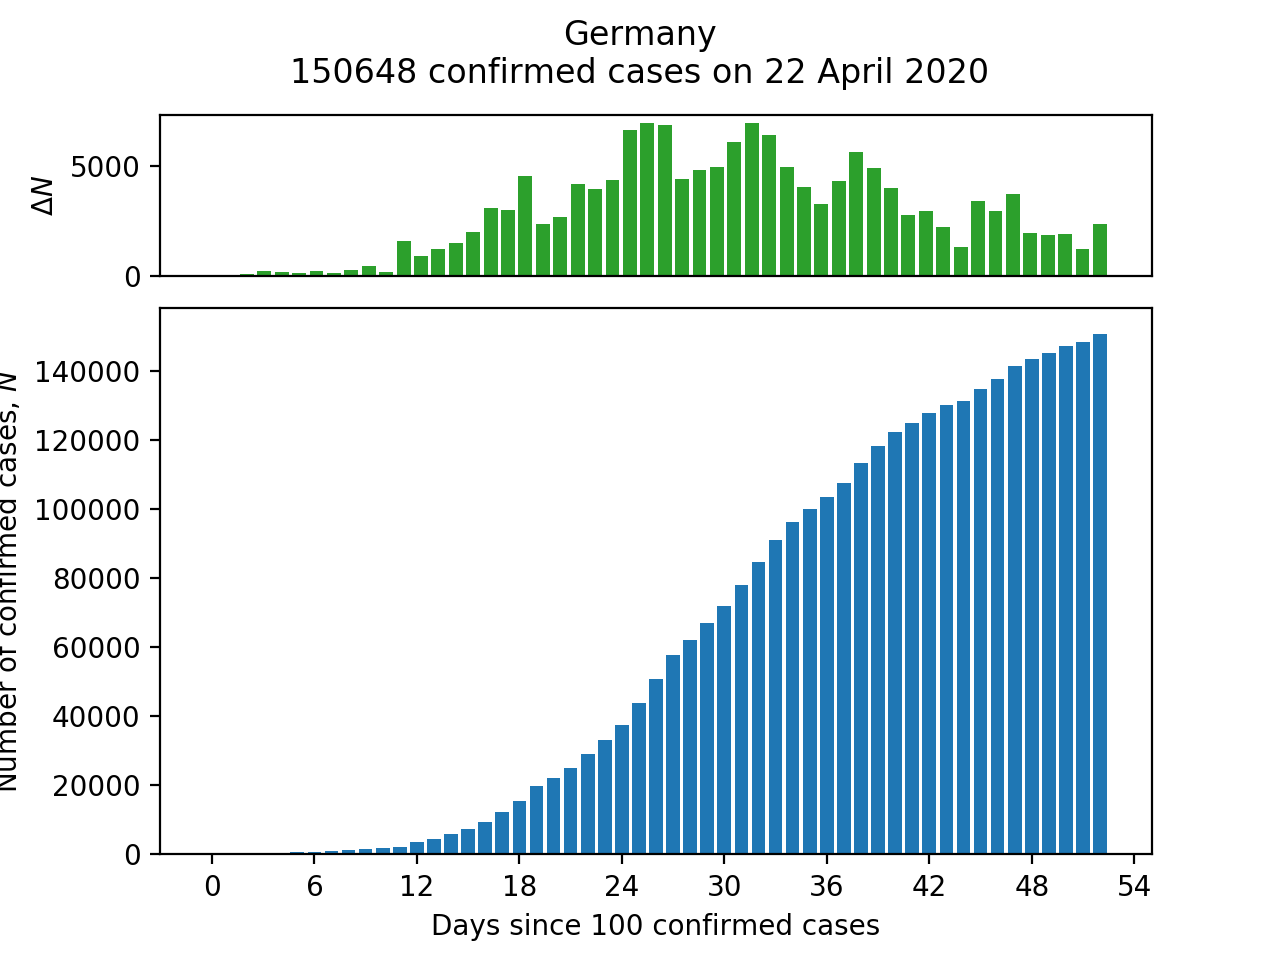 Germany
150648 confirmed cases on 22 April 2020
5000
0
ΔN
140000
120000
100000
80000
60000
40000
20000
0
Number of confirmed cases, N
0 6 12 18 24 30 36 42 48 54
Days since 100 confirmed cases